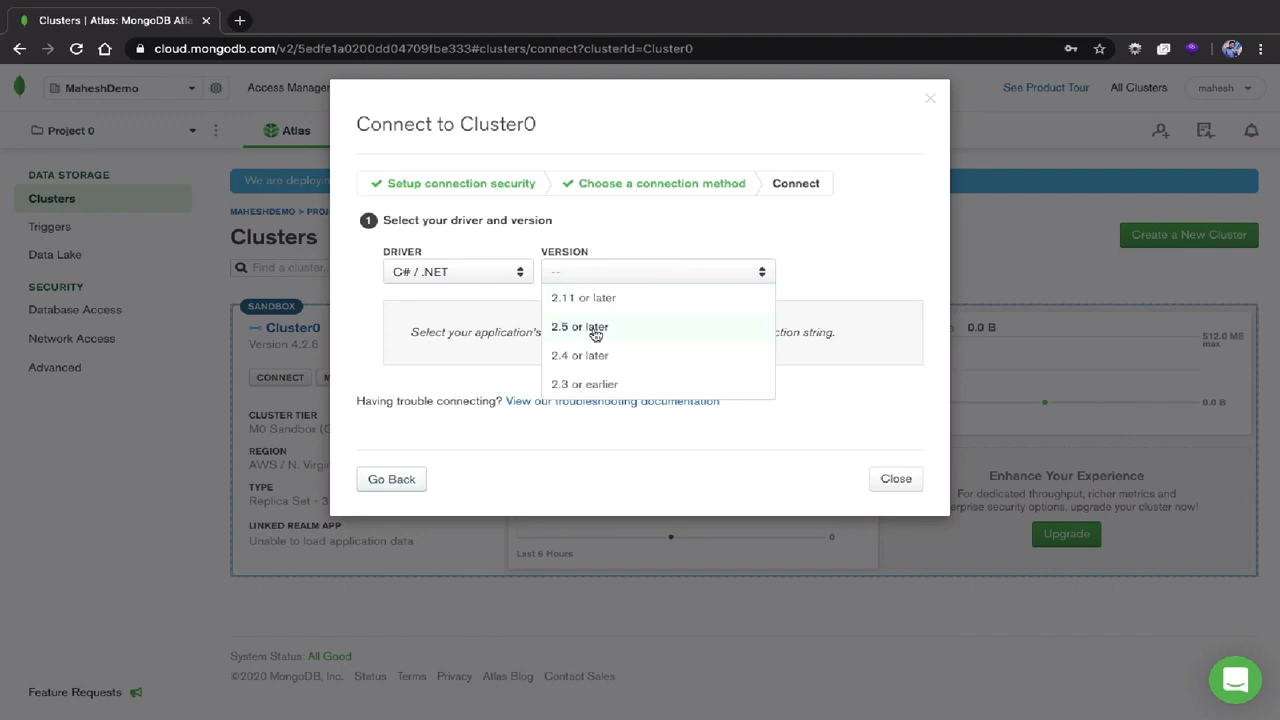 Clusters | Atlas: MongoDB Atla
cloud.mongodb.com/v2/5edfe1a0200dd04709fbe333#clusters/connect?clusterId=Cluster0
MaheshDemo
Access Manager
See Product Tour
All Clusters
mahesh
Project 0
Atlas
DATA STORAGE
Clusters
Triggers
Data Lake
SECURITY
Database Access
Network Access
Advanced
Feature Requests
We are deployin
MAHESHDEMO > PROJ
Clusters
Find a cluster...
Create a New Cluster
SANDBOX
Cluster0
Version 4.2.6
CONNECT
M
CLUSTER TIER
M0 Sandbox (G
REGION
AWS / N. Virgin
TYPE
Replica Set - 3
LINKED REALM APP
Unable to load application data
Connect to Cluster0
Setup connection security
Choose a connection method
Connect
1 Select your driver and version
DRIVER
VERSION
C# / .NET
--
2.11 or later
2.5 or later
2.4 or later
2.3 or earlier
Select your application's
ction string.
Having trouble connecting? View our troubleshooting documentation
Go Back
Close
0.0 B
512.0 MB
max
0.0 B
Enhance Your Experience
For dedicated throughput, richer metrics and
erprise security options, upgrade your cluster now!
Upgrade
0
Last 6 Hours
System Status: All Good
©2020 MongoDB, Inc.
Status
Terms
Privacy
Atlas Blog
Contact Sales